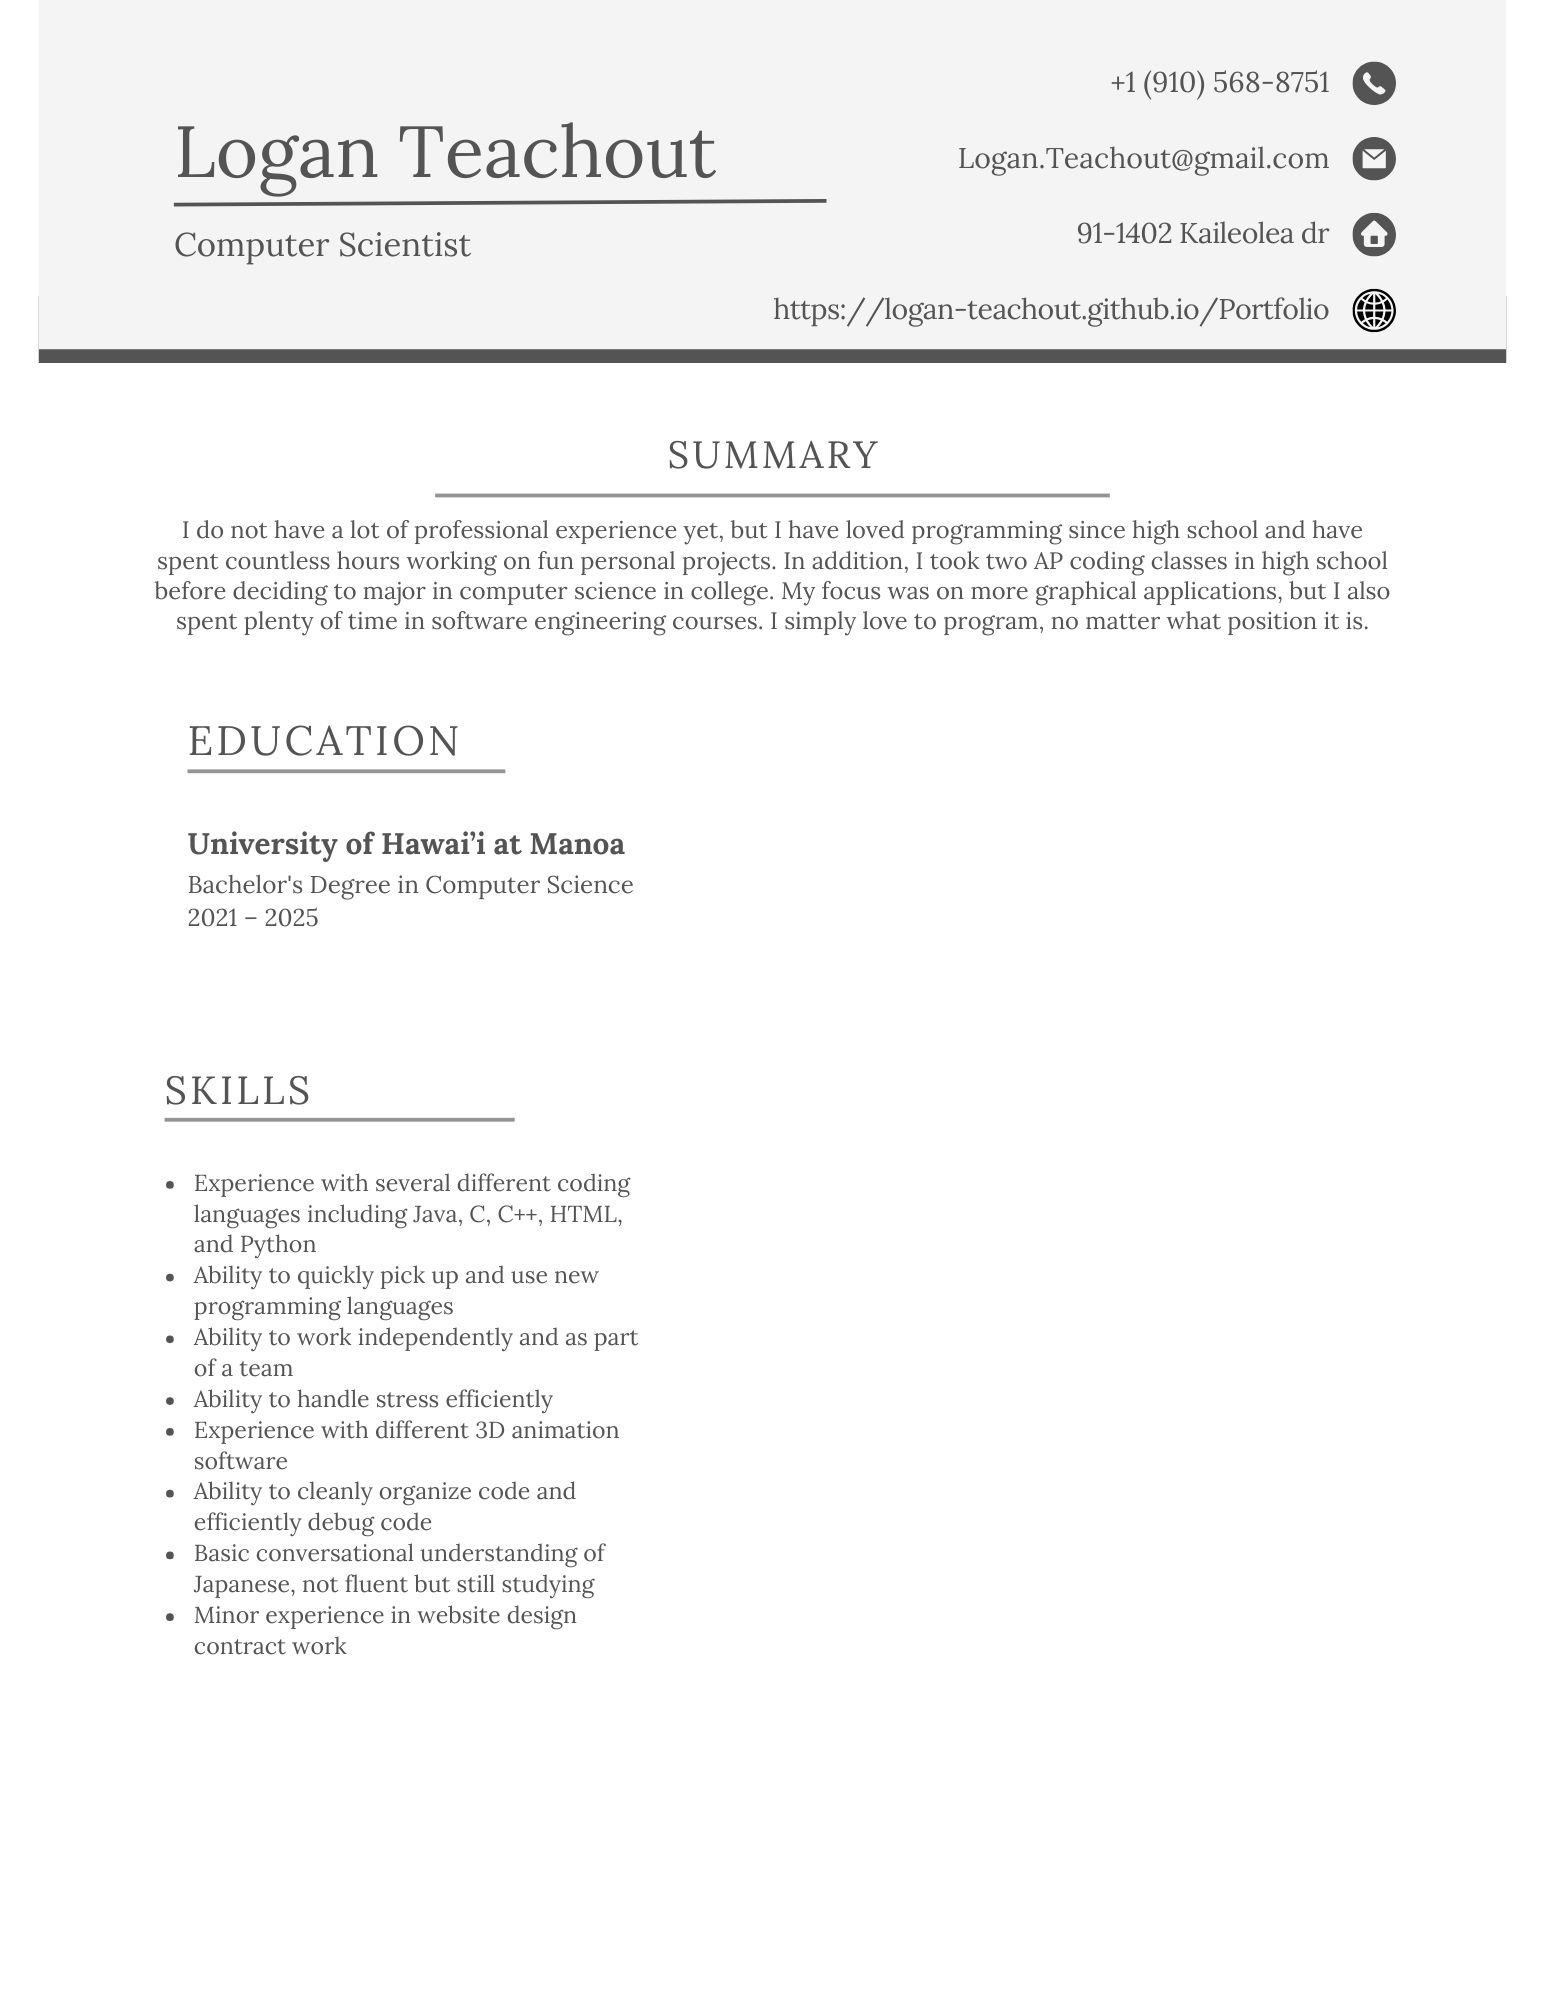 +1 (910) 568-8751
Logan Teachout
Logan.Teachout@gmail.com
Computer Scientist
91-1402 Kaileolea dr
https://logan-teachout.github.io/Portfolio
SUMMARY
I do not have a lot of professional experience yet, but I have loved programming since high school and have
spent countless hours working on fun personal projects. In addition, I took two AP coding classes in high school
before deciding to major in computer science in college. My focus was on more graphical applications, but I also
spent plenty of time in software engineering courses. I simply love to program, no matter what position it is.
EDUCATION
University of Hawai’i at Manoa
Bachelor's Degree in Computer Science
2021 – 2025
SKILLS
• Experience with several different coding
languages including Java, C, C++, HTML,
and Python
• Ability to quickly pick up and use new
programming languages
• Ability to work independently and as part
of a team
• Ability to handle stress efficiently
• Experience with different 3D animation
software
• Ability to cleanly organize code and
efficiently debug code
• Basic conversational understanding of
Japanese, not fluent but still studying
• Minor experience in website design
contract work